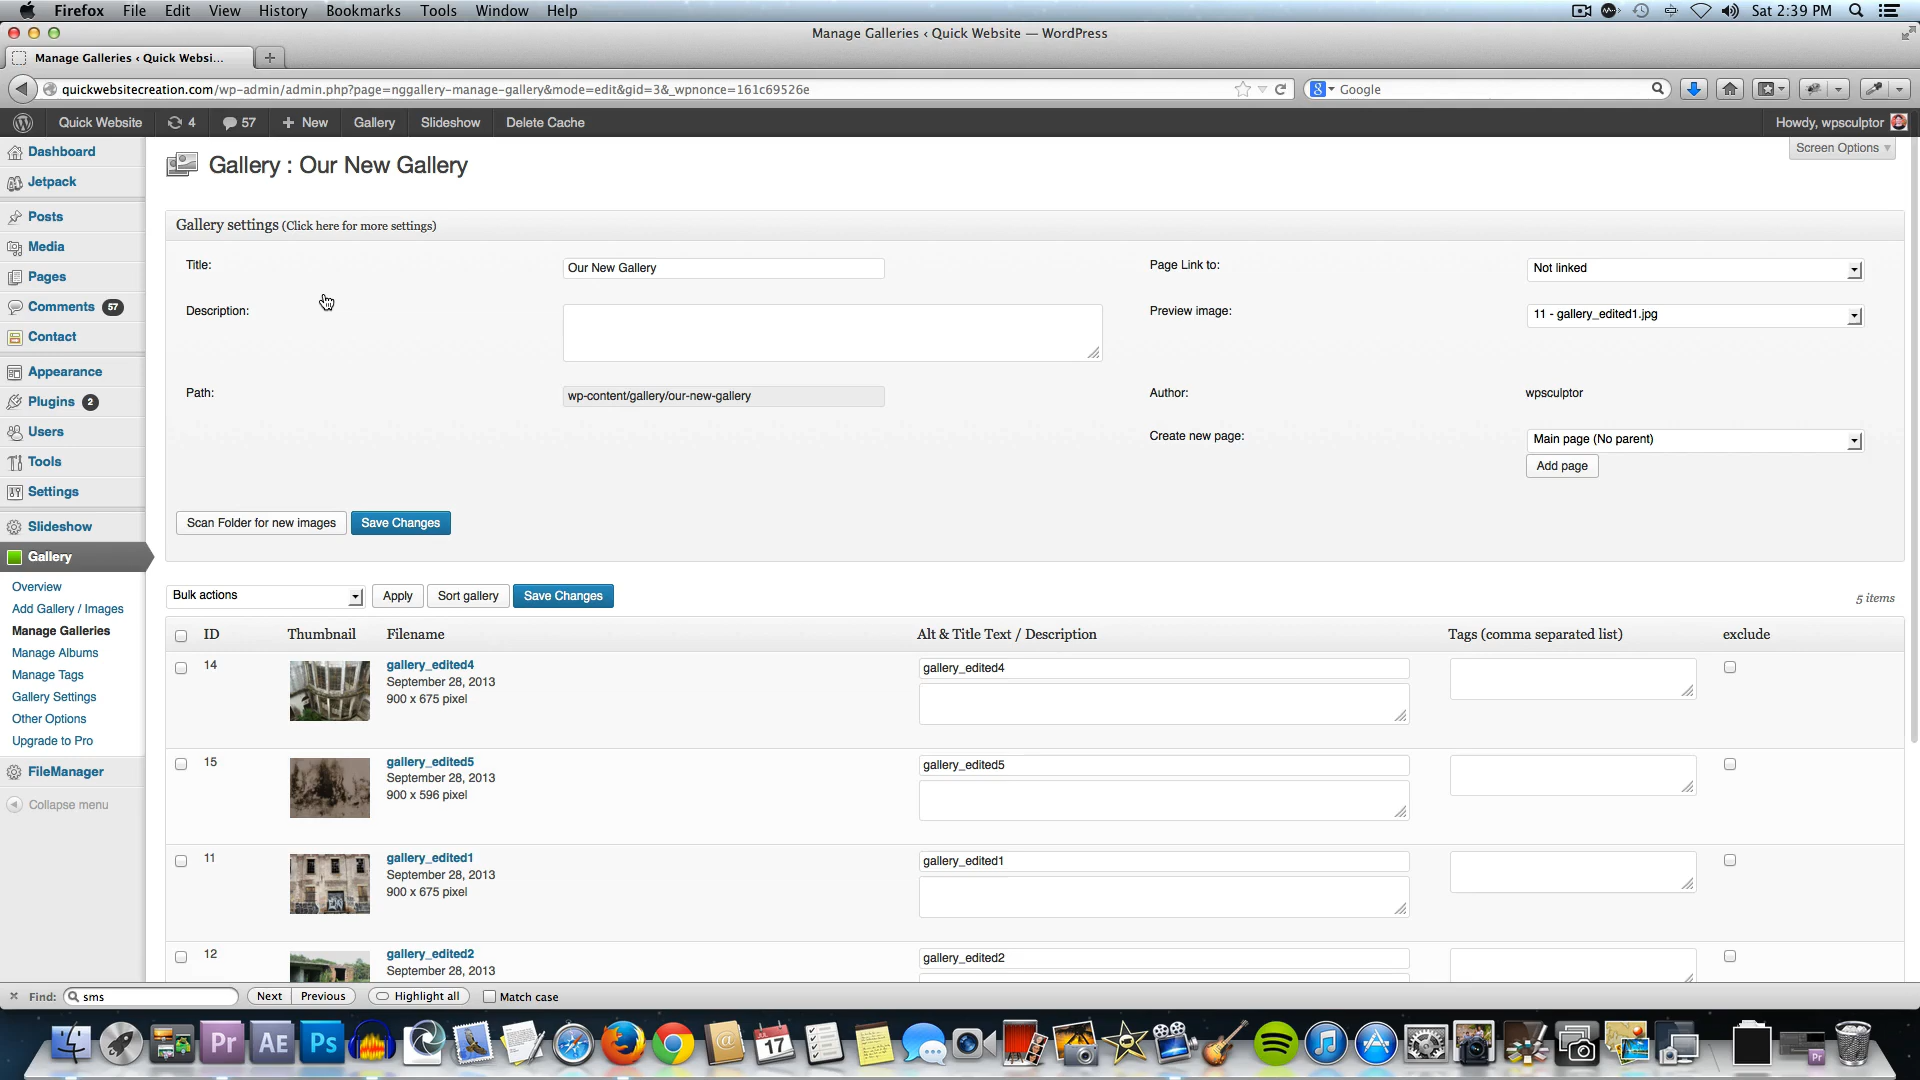 Firefox File Edit View History Bookmarks Tools Window Help Sat 2:39 PM
Manage Galleries ‹ Quick Website — WordPress
Manage Galleries ‹ Quick Websi...
quickwebsitecreation.com/wp-admin/admin.php?page=nggallery-manage-gallery&mode=edit&gid=3&_wpnonce=161c69526e Google
Quick Website 4 57 + New Gallery Slideshow Delete Cache Howdy, wpsculptor
Screen Options
Dashboard
Jetpack
Posts
Media
Pages
Comments 57
Contact
Appearance
Plugins 2
Users
Tools
Settings
Slideshow
Gallery
Overview
Add Gallery / Images
Manage Galleries
Manage Albums
Manage Tags
Gallery Settings
Other Options
Upgrade to Pro
FileManager
Collapse menu
Gallery : Our New Gallery
Gallery settings (Click here for more settings)
Title: Our New Gallery Page Link to: Not linked
Description: Preview image: 11 - gallery_edited1.jpg
Path: wp-content/gallery/our-new-gallery Author: wpsculptor
Create new page: Main page (No parent)
Add page
Scan Folder for new images Save Changes
Bulk actions Apply Sort gallery Save Changes 5 items
ID Thumbnail Filename Alt & Title Text / Description Tags (comma separated list) exclude
14 gallery_edited4 gallery_edited4
September 28, 2013
900 x 675 pixel
15 gallery_edited5 gallery_edited5
September 28, 2013
900 x 596 pixel
11 gallery_edited1 gallery_edited1
September 28, 2013
900 x 675 pixel
12 gallery_edited2 gallery_edited2
September 28, 2013
Find: sms Next Previous Highlight all Match case
Pr AE Ps 17 Pr